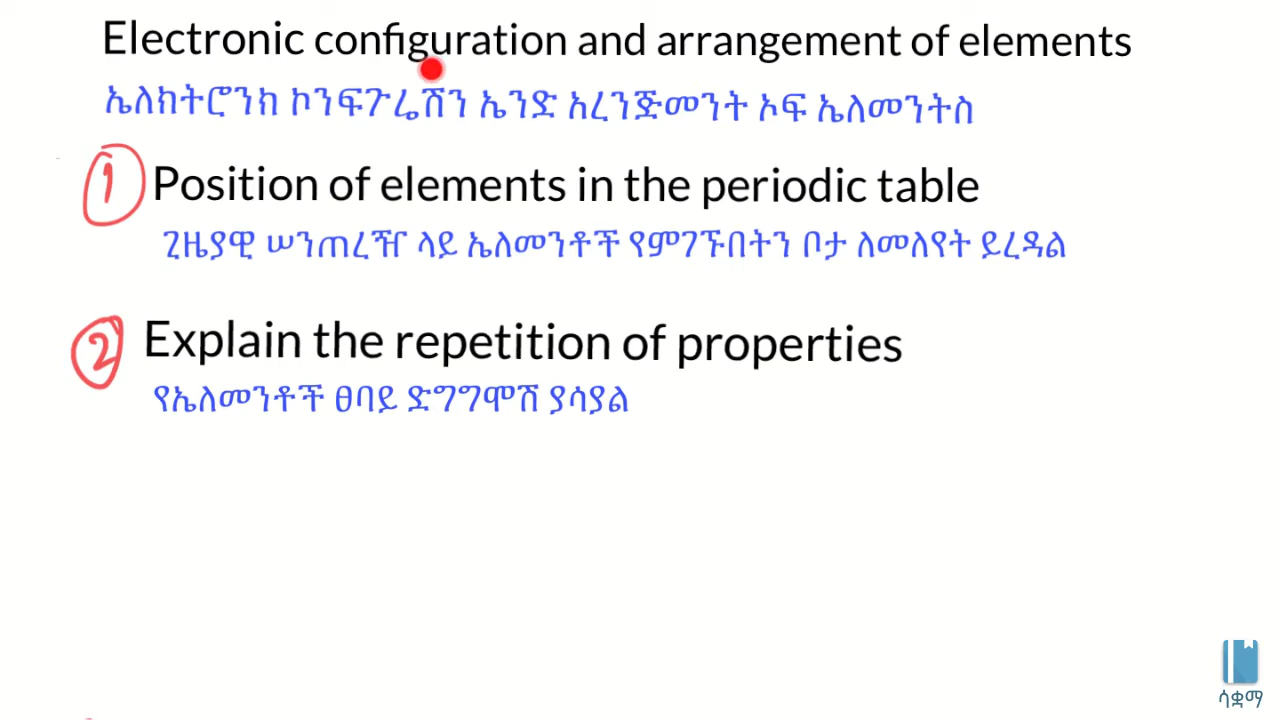 Electronic configuration and arrangement of elements
ኤለክትሮንክ ኮንፍጉሬሽን ኤንድ አረንጅመንት ኦፍ ኤለመንትስ
1 Position of elements in the periodic table
ጊዜያዊ ሠንጠረዥ ላይ ኤለመንቶች የምገኙበትን ቦታ ለመለየት ይረዳል
2 Explain the repetition of properties
የኤለመንቶች ፀባይ ድግግሞሽ ያሳያል
ሳቋማ